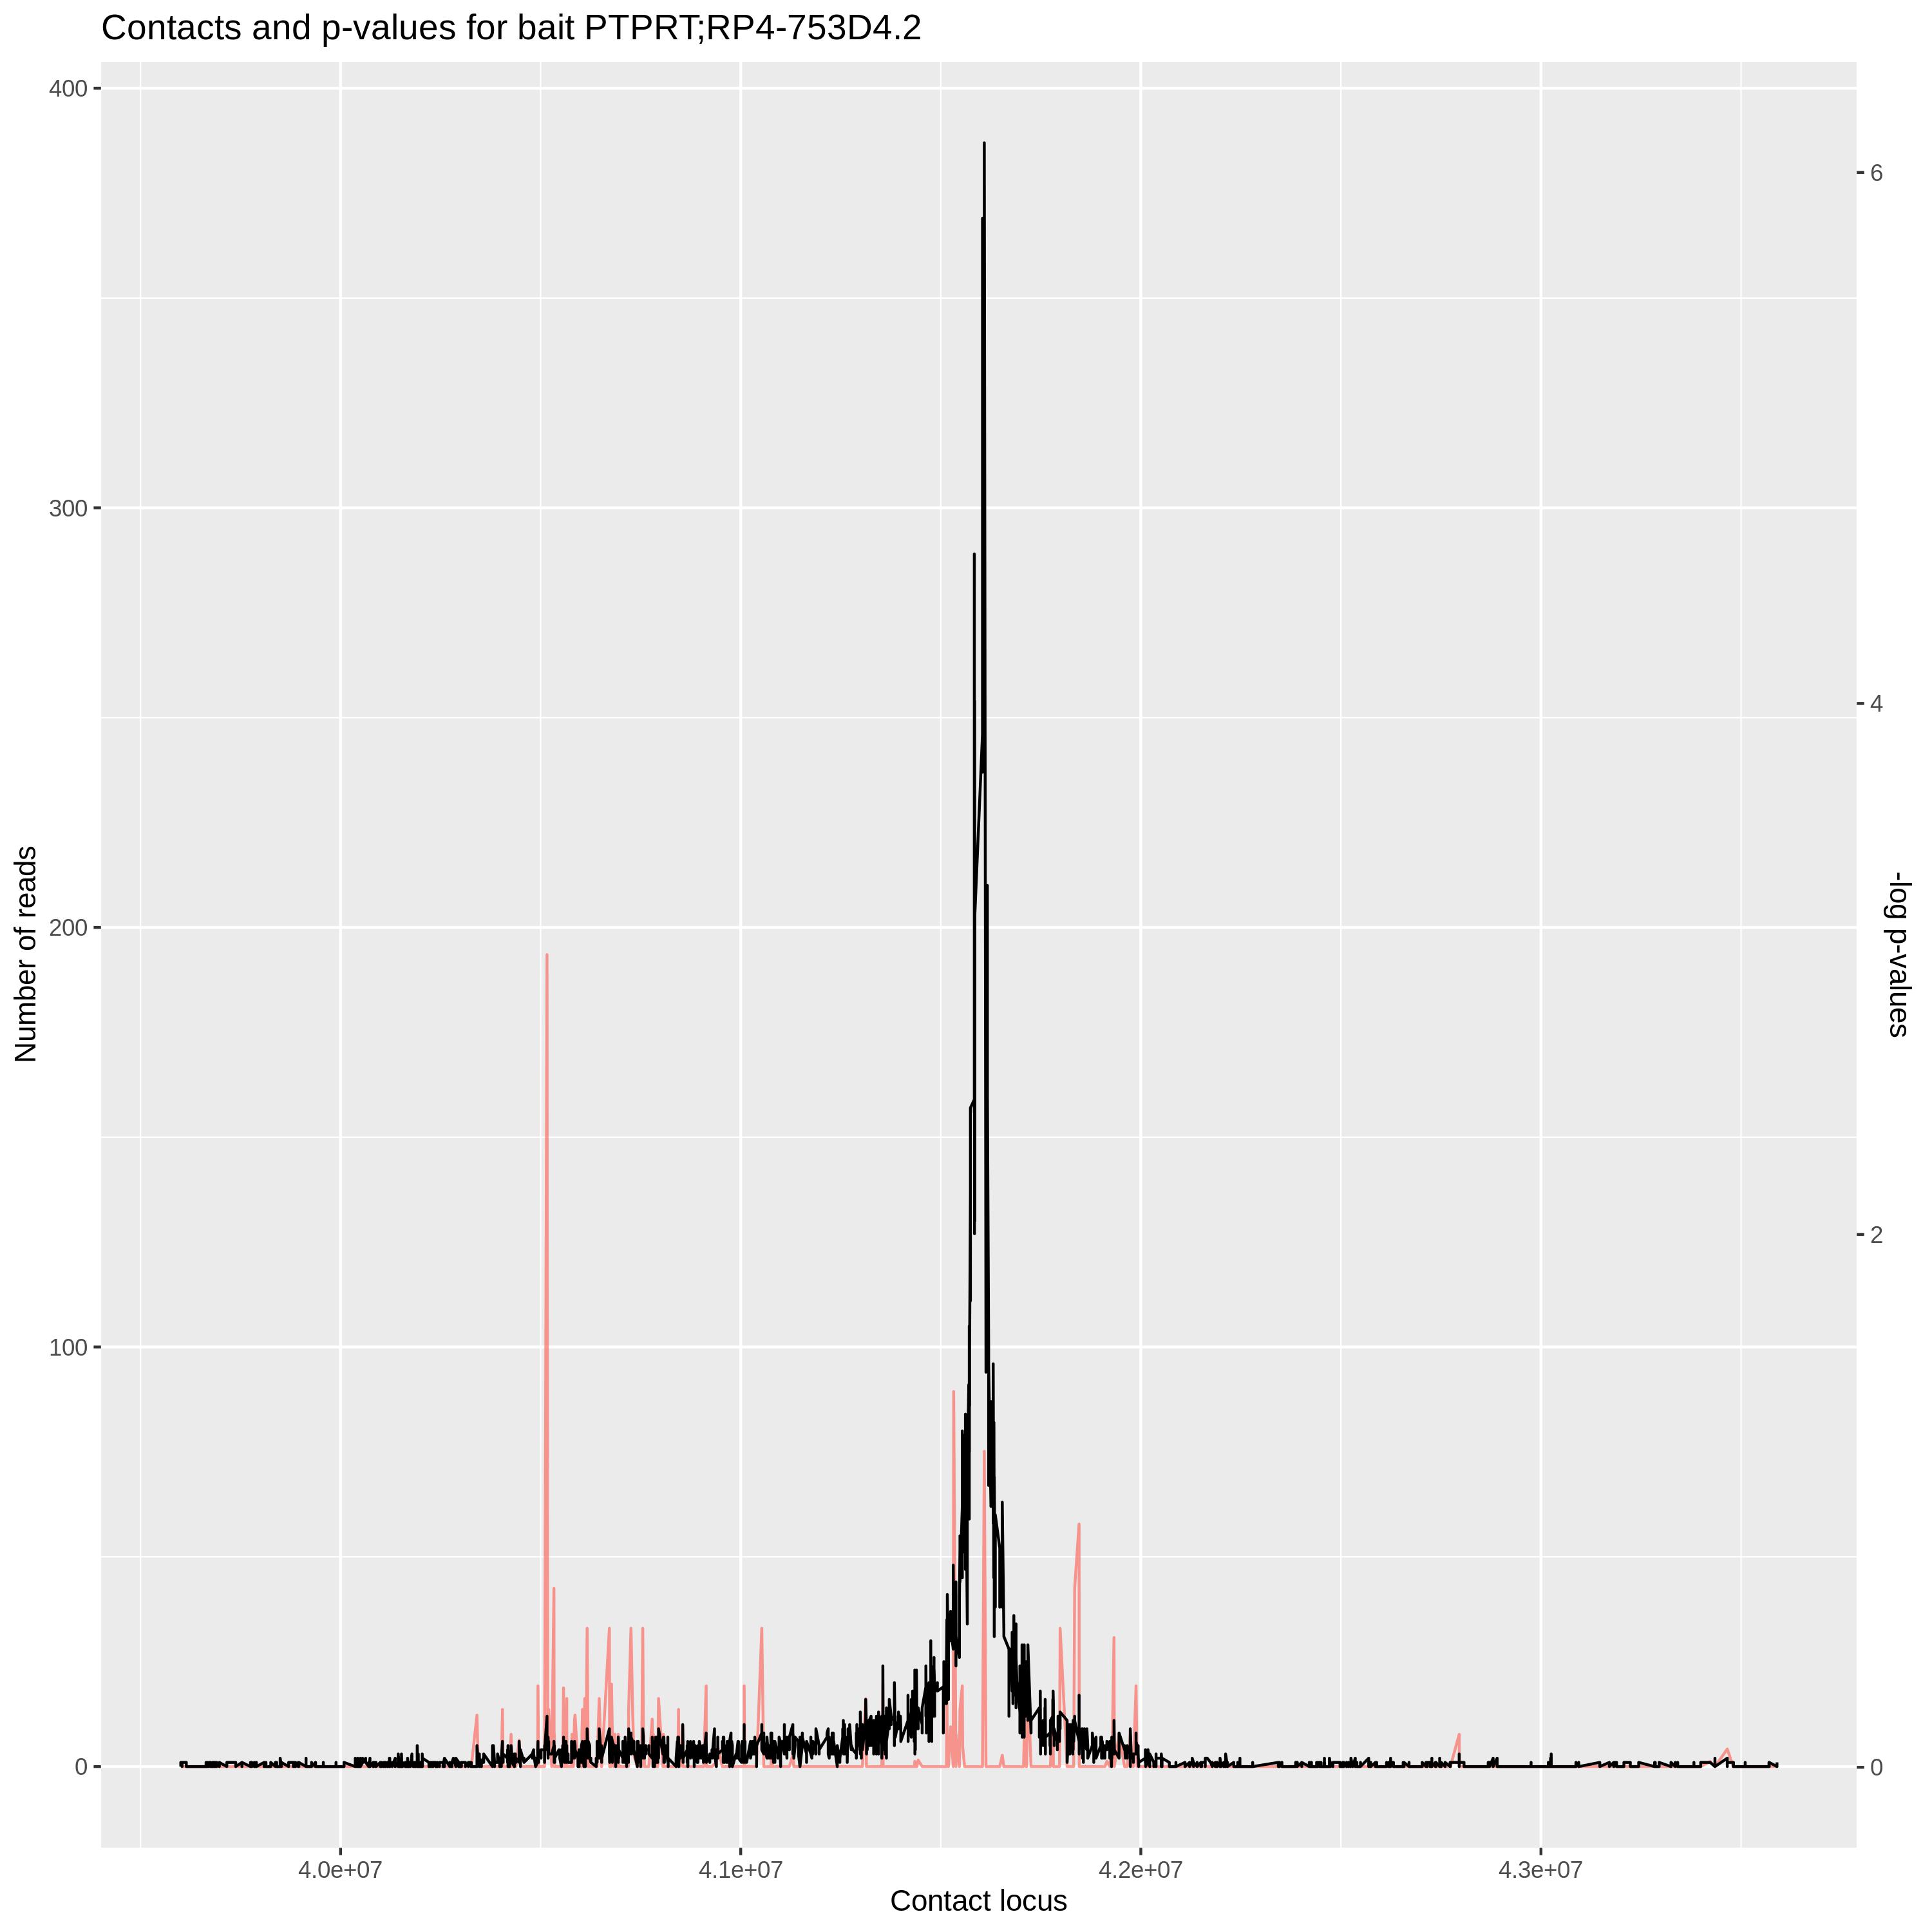 Contacts and p-values for bait PTPRT;RP4-753D4.2
400
300
200
100
0
Number of reads
6
4
2
0
-log p-values
4.0e+07
4.1e+07
4.2e+07
4.3e+07
Contact locus